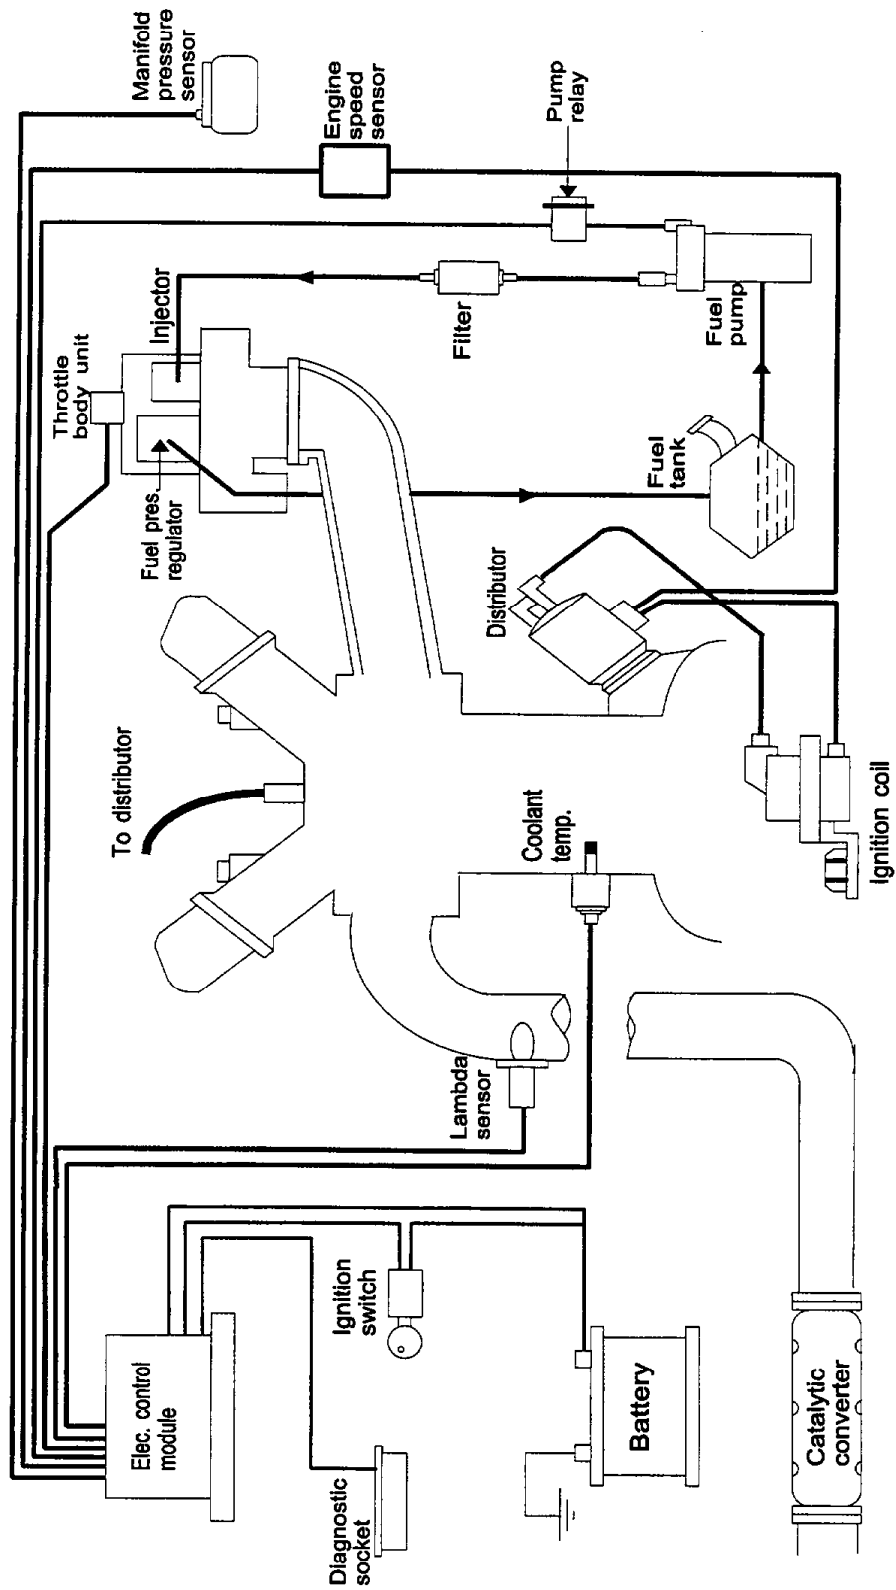 Manifold
pressure
sensor
Engine
speed
sensor
Pump
relay
Throttle
body unit
Injector
Filter
Fuel
pump
Fuel pres.
regulator
Fuel
tank
Distributor
To distributor
Coolant
temp.
Ignition coil
Lambda
sensor
Ignition
switch
Elec. control
module
Diagnostic
socket
Battery
Catalytic
converter